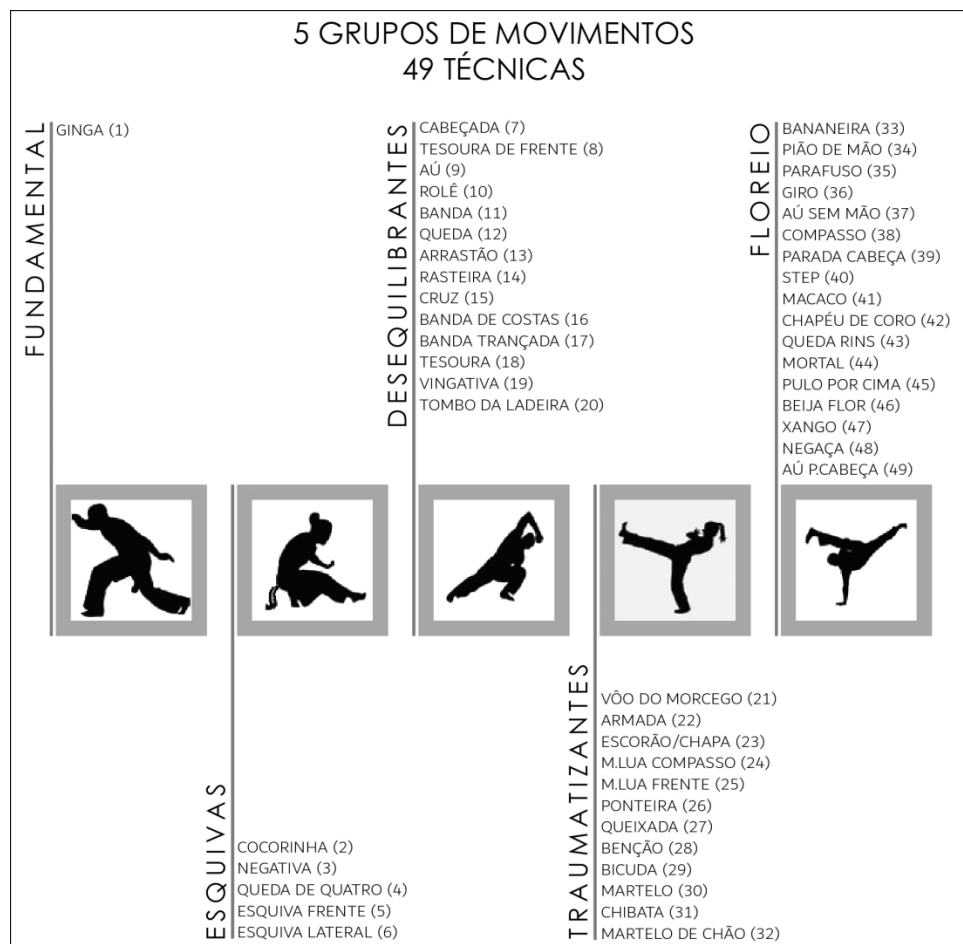 5 GRUPOS DE MOVIMENTOS
49 TÉCNICAS
FUNDAMENTAL
GINGA (1)
ESQUIVAS
COCORINHA (2)
NEGATIVA (3)
QUEDA DE QUATRO (4)
ESQUIVA FRENTE (5)
ESQUIVA LATERAL (6)
DESEQUILIBRANTES
CABEÇADA (7)
TESOURA DE FRENTE (8)
AÚ (9)
ROLÊ (10)
BANDA (11)
QUEDA (12)
ARRASTÃO (13)
RASTEIRA (14)
CRUZ (15)
BANDA DE COSTAS (16
BANDA TRANÇADA (17)
TESOURA (18)
VINGATIVA (19)
TOMBO DA LADEIRA (20)
TRAUMATIZANTES
VÔO DO MORCEGO (21)
ARMADA (22)
ESCORÃO/CHAPA (23)
M.LUA COMPASSO (24)
M.LUA FRENTE (25)
PONTEIRA (26)
QUEIXADA (27)
BENÇÃO (28)
BICUDA (29)
MARTELO (30)
CHIBATA (31)
MARTELO DE CHÃO (32)
FLOREIO
BANANEIRA (33)
PIÃO DE MÃO (34)
PARAFUSO (35)
GIRO (36)
AÚ SEM MÃO (37)
COMPASSO (38)
PARADA CABEÇA (39)
STEP (40)
MACACO (41)
CHAPÉU DE CORO (42)
QUEDA RINS (43)
MORTAL (44)
PULO POR CIMA (45)
BEIJA FLOR (46)
XANGO (47)
NEGAÇA (48)
AÚ P.CABEÇA (49)